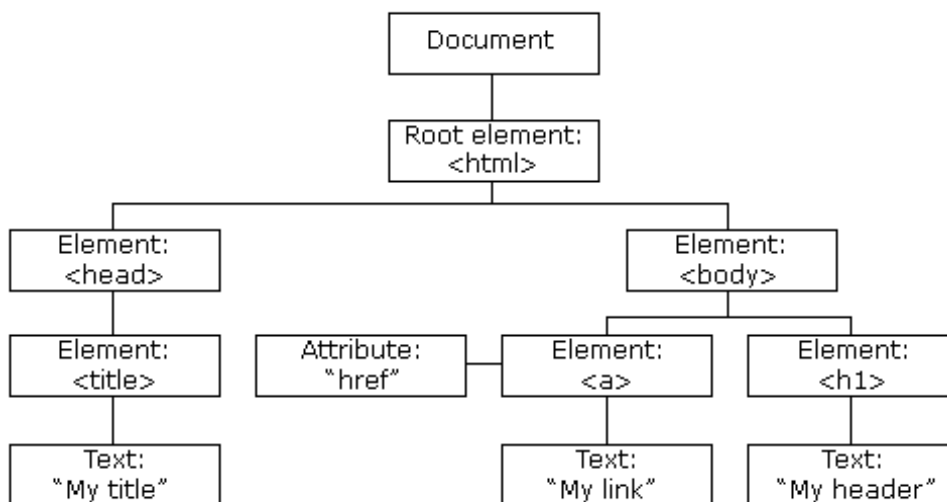 Document
Root element:
<html>
Element:
<head>
Element:
<body>
Element:
<title>
Attribute:
"href"
Element:
<a>
Element:
<h1>
Text:
"My title"
Text:
"My link"
Text:
"My header"